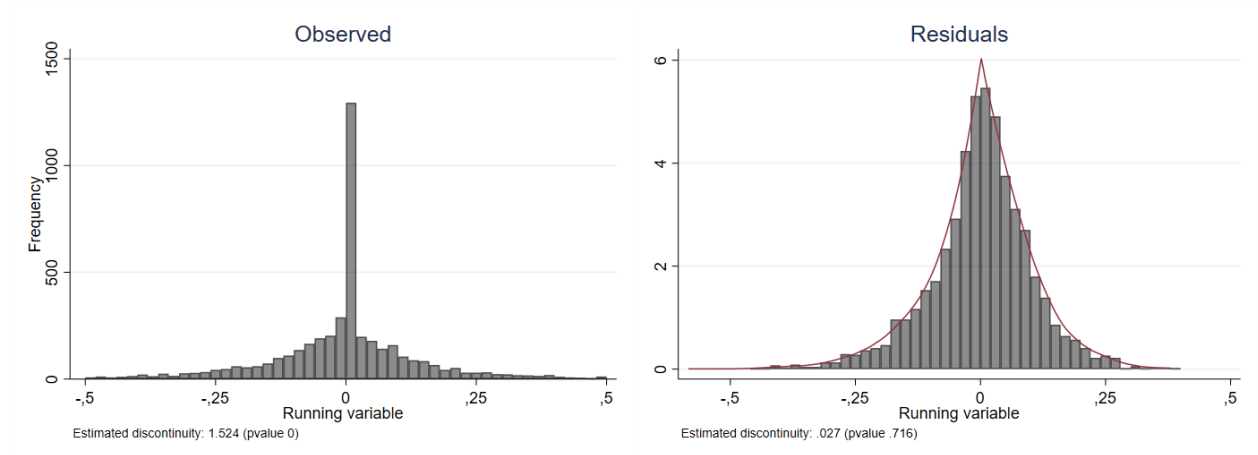 Observed
Frequency
1500
1000
500
0
-,5
-,25
0
,25
,5
Running variable
Estimated discontinuity: 1.524 (pvalue 0)
Residuals
6
4
2
0
-,5
-,25
0
,25
,5
Running variable
Estimated discontinuity: .027 (pvalue .716)